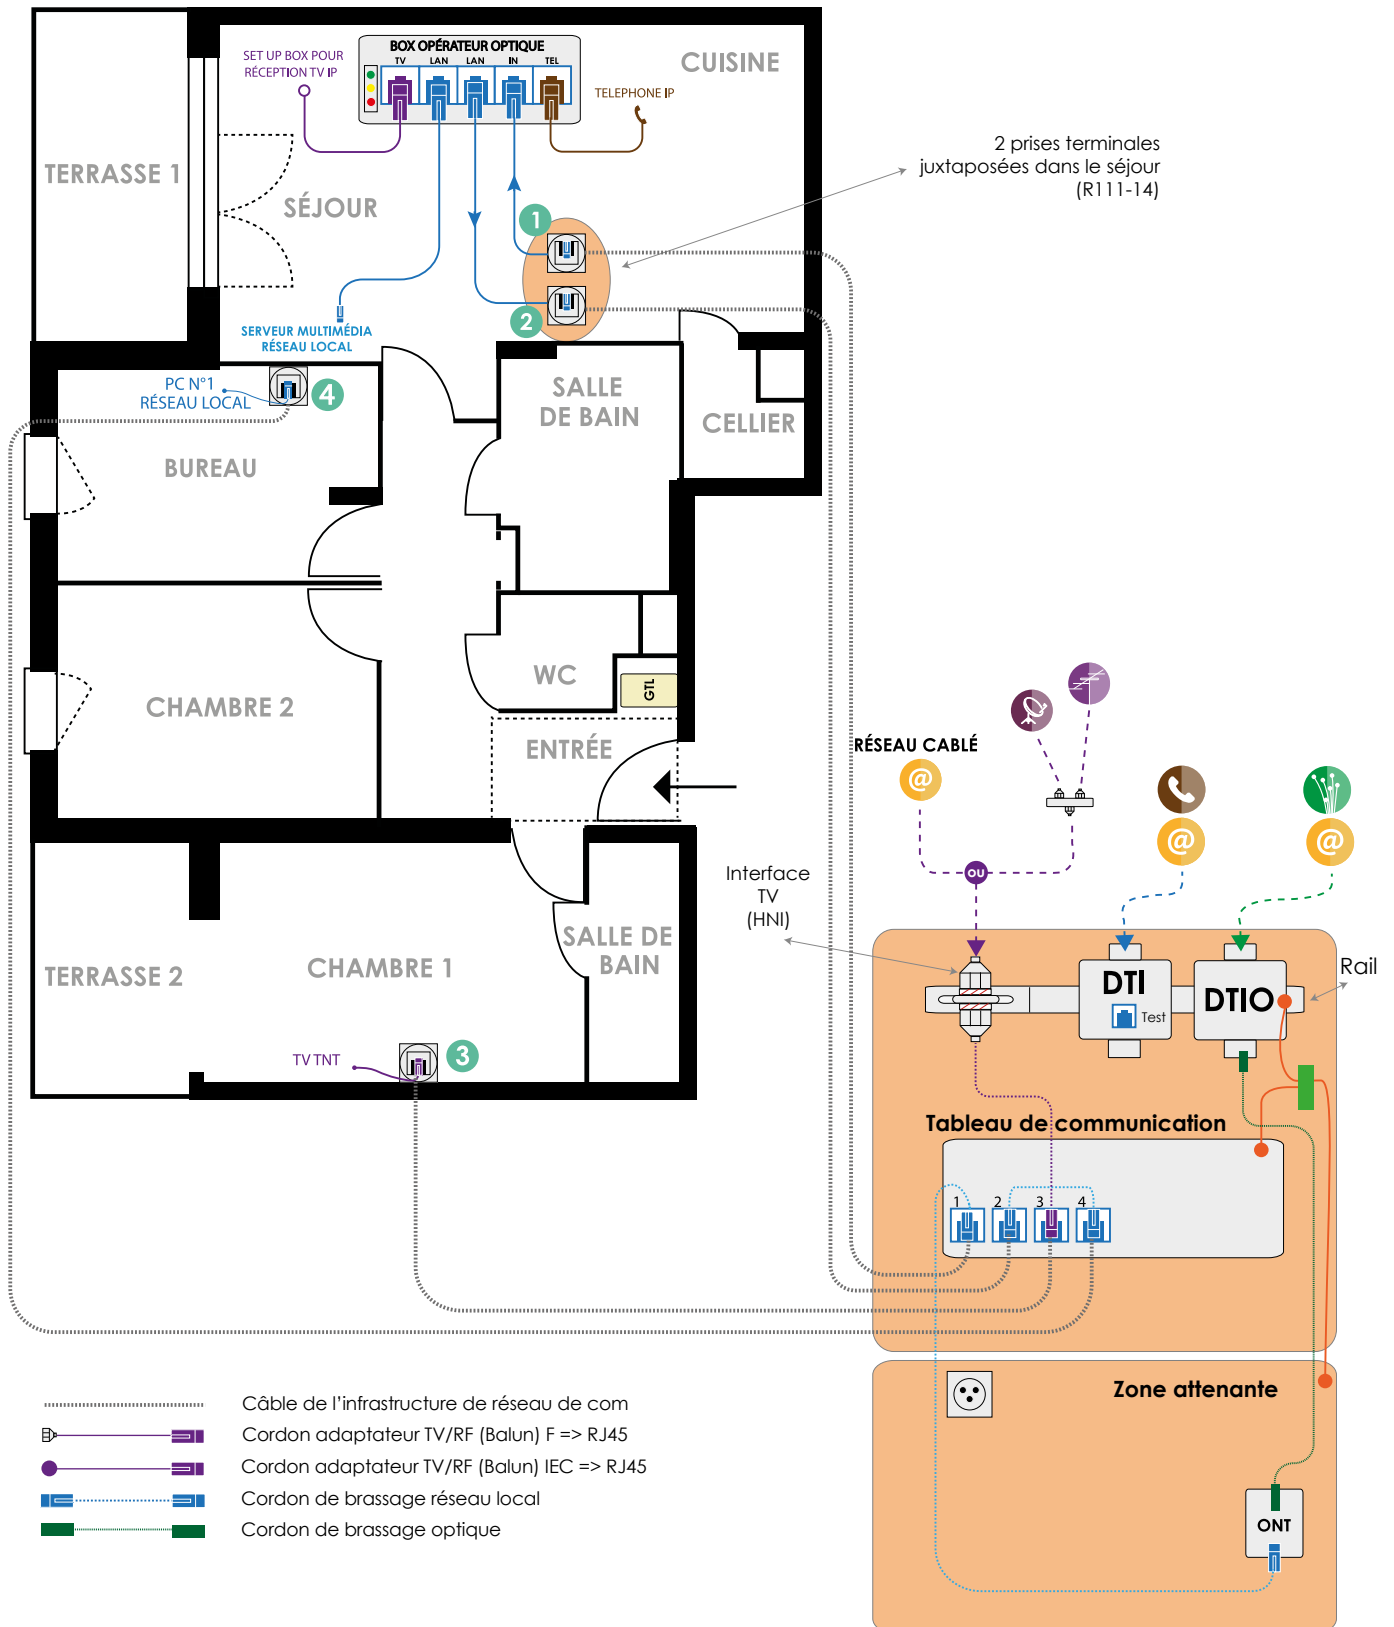 BOX OPÉRATEUR OPTIQUE
TV LAN LAN IN TEL
SET UP BOX POUR
RÉCEPTION TV IP
TELEPHONE IP
CUISINE
TERRASSE 1
SÉJOUR
2 prises terminales
juxtaposées dans le séjour
(R111-14)
1
2
SERVEUR MULTIMÉDIA
RÉSEAU LOCAL
PC N°1
RÉSEAU LOCAL
4
SALLE
DE BAIN
CELLIER
BUREAU
WC
GTL
CHAMBRE 2
ENTRÉE
RÉSEAU CABLÉ
@
@
@
OU
Interface
TV
(HNI)
TERRASSE 2
CHAMBRE 1
SALLE DE
BAIN
TV TNT
3
DTI
Test
DTIO
Rail
Tableau de communication
1 2 3 4
Zone attenante
ONT
Câble de l'infrastructure de réseau de com
Cordon adaptateur TV/RF (Balun) F => RJ45
Cordon adaptateur TV/RF (Balun) IEC => RJ45
Cordon de brassage réseau local
Cordon de brassage optique